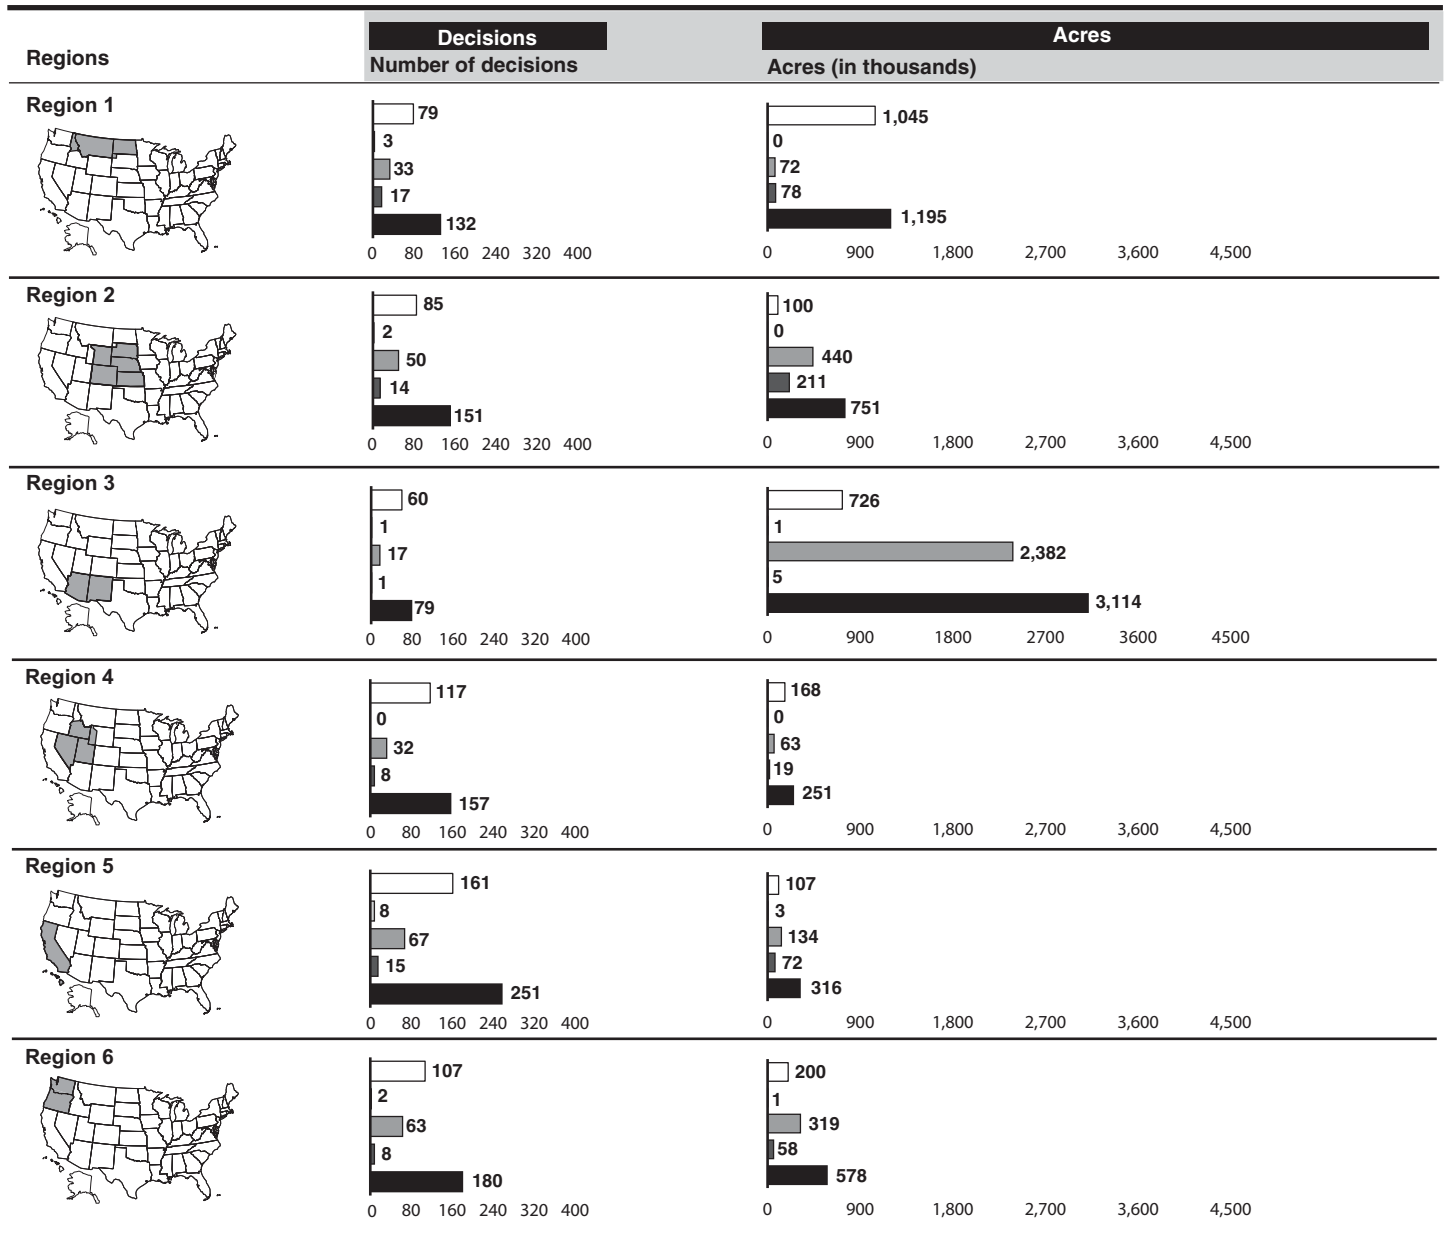 Regions
Decisions
Number of decisions
Acres
Acres (in thousands)
Region 1
79
3
33
17
132
0 80 160 240 320 400
1,045
0
72
78
1,195
0 900 1,800 2,700 3,600 4,500
Region 2
85
2
50
14
151
0 80 160 240 320 400
100
0
440
211
751
0 900 1,800 2,700 3,600 4,500
Region 3
60
1
17
1
79
0 80 160 240 320 400
726
1
2,382
5
3,114
0 900 1800 2700 3600 4500
Region 4
117
0
32
8
157
0 80 160 240 320 400
168
0
63
19
251
0 900 1,800 2,700 3,600 4,500
Region 5
161
8
67
15
251
0 80 160 240 320 400
107
3
134
72
316
0 900 1,800 2,700 3,600 4,500
Region 6
107
2
63
8
180
0 80 160 240 320 400
200
1
319
58
578
0 900 1,800 2,700 3,600 4,500